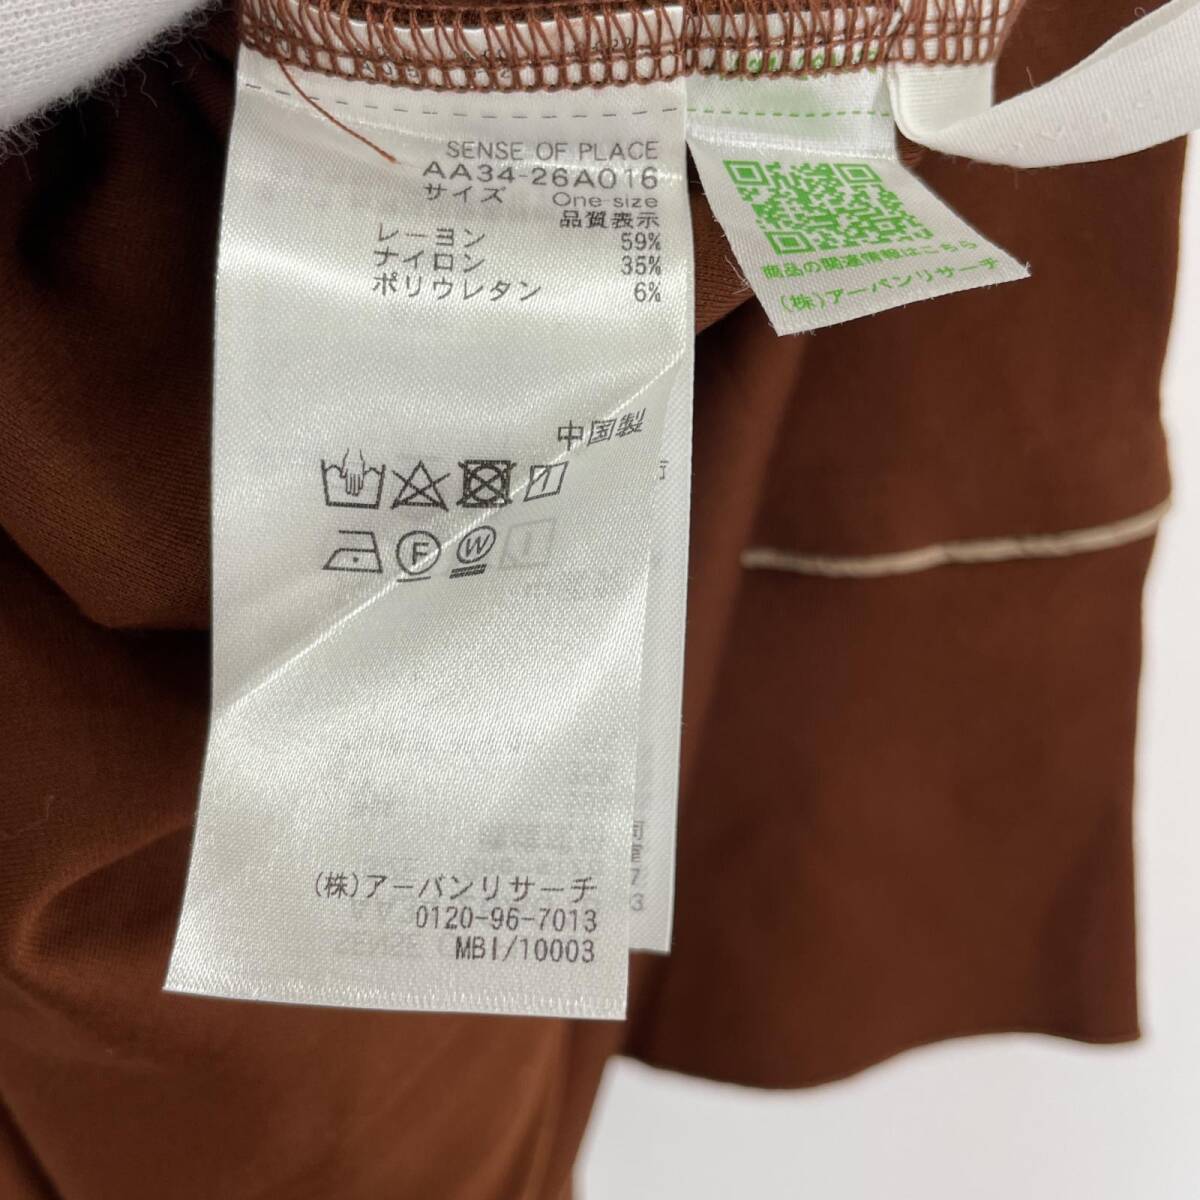 SENSE OF PLACE
AA34-26A016
サイズ One size
品質表示
レーヨン 59%
ナイロン 35%
ポリウレタン 6%
中国製
F
W
(株)アーバンリサーチ
0120-96-7013
MBI/10003
商品の関連情報はこちら
(株)アーバンリサーチ